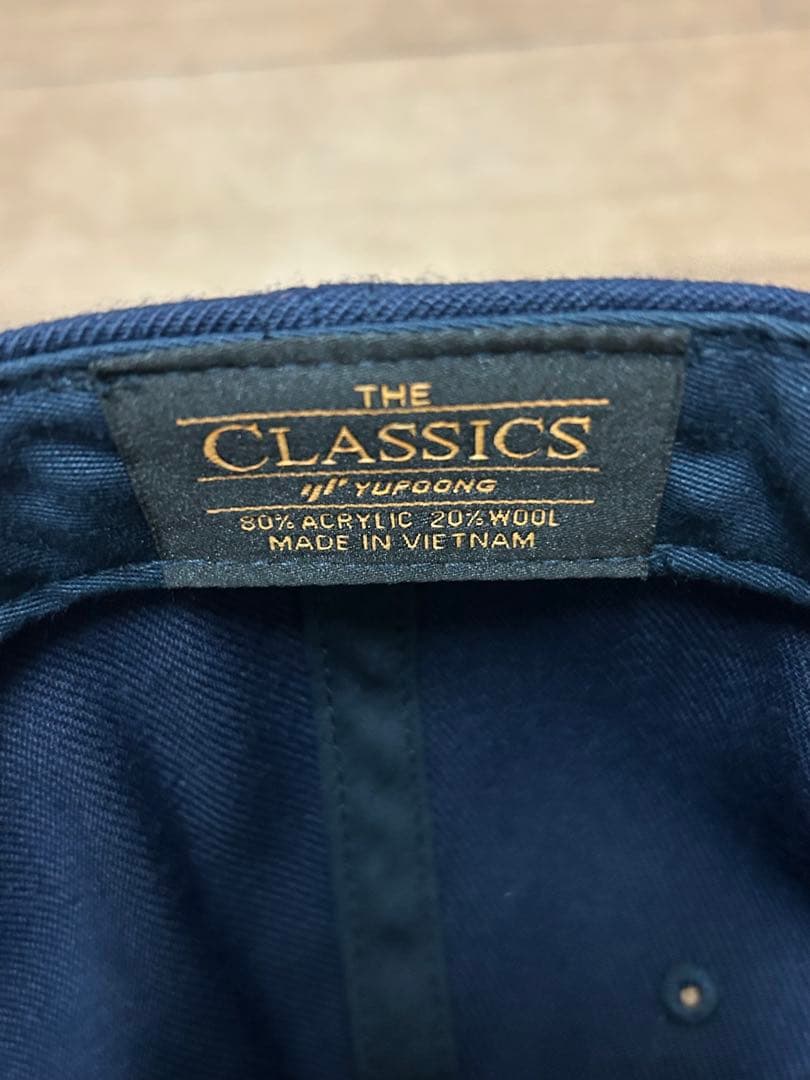 THE
CLASSICS
YUPOONG
80% ACRYLIC 20% WOOL
MADE IN VIETNAM